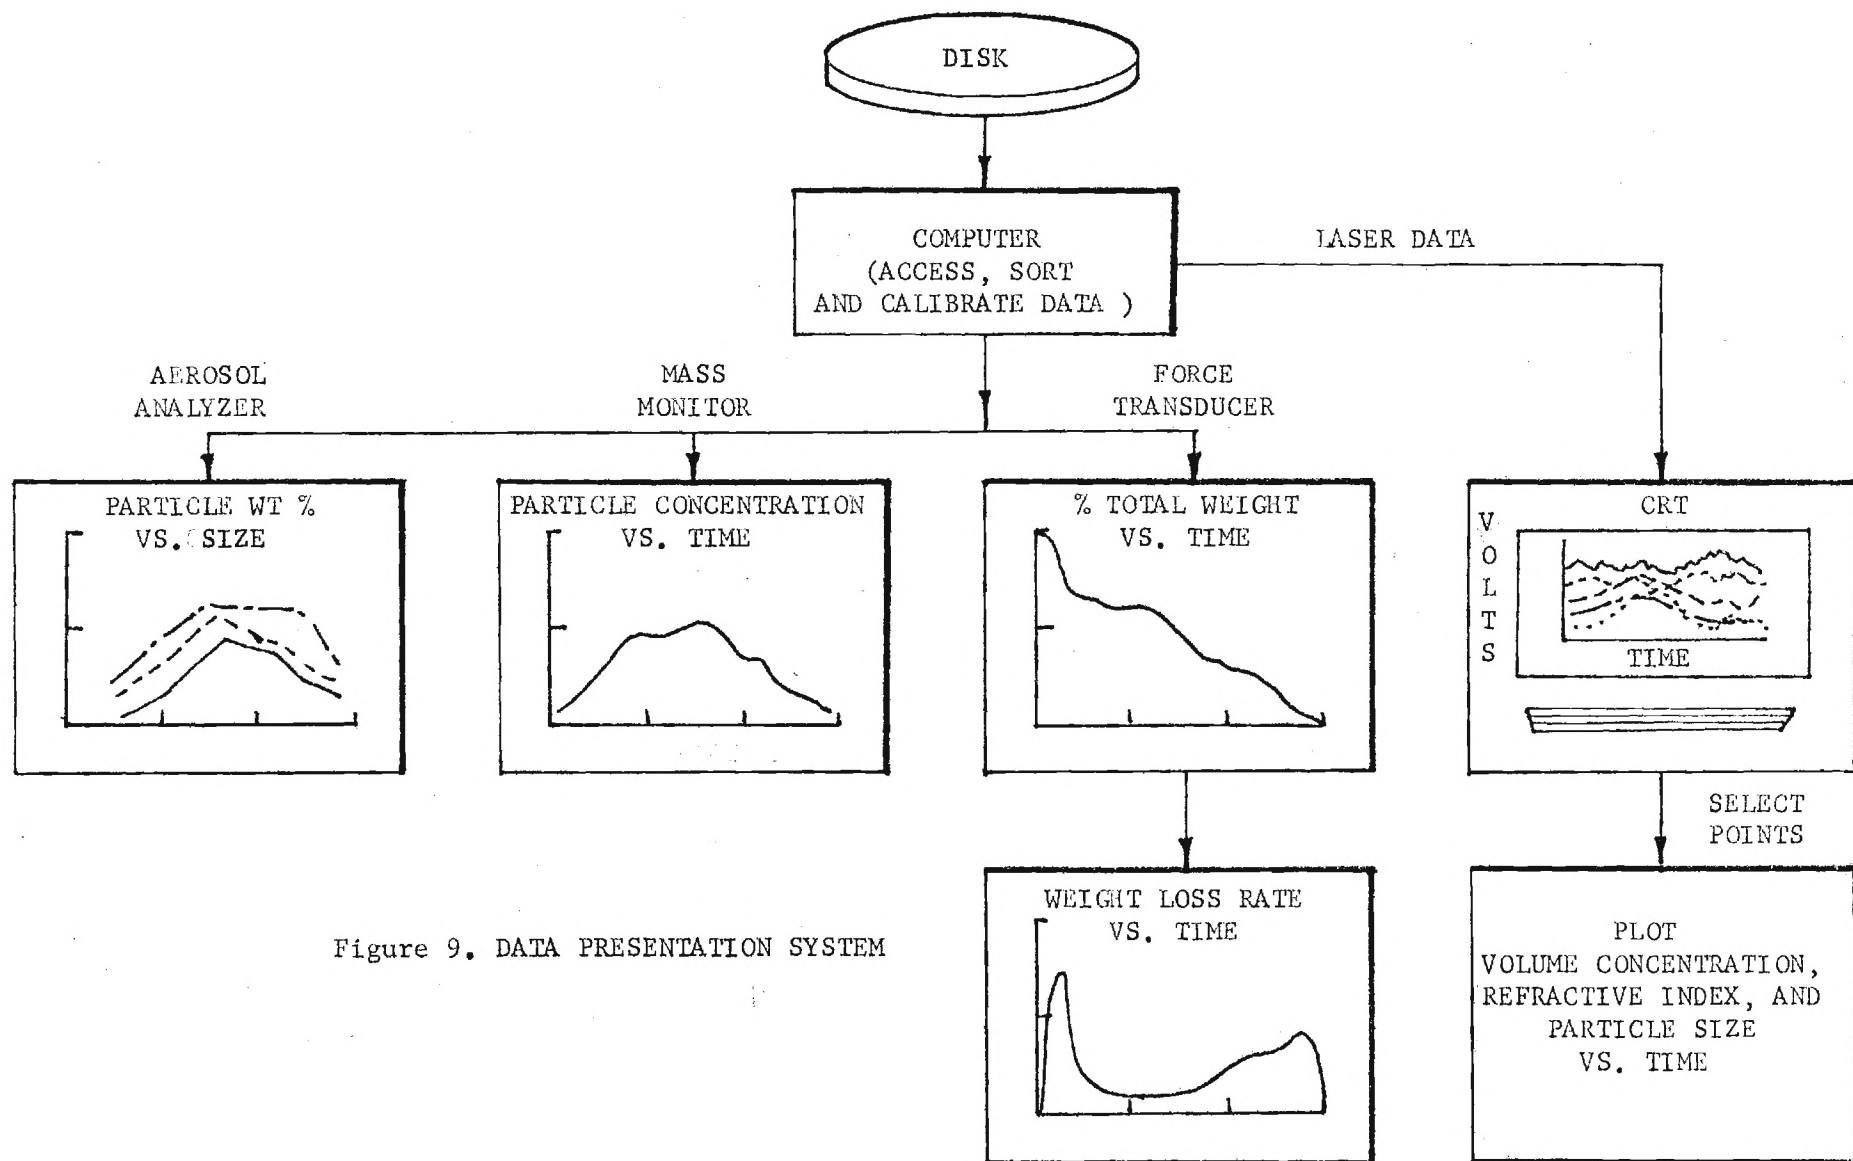 DISK
COMPUTER
(ACCESS, SORT
AND CALIBRATE DATA )
LASER DATA
AEROSOL
ANALYZER
MASS
MONITOR
FORCE
TRANSDUCER
PARTICLE WT %
VS. SIZE
PARTICLE CONCENTRATION
VS. TIME
% TOTAL WEIGHT
VS. TIME
CRT
VOLTS
TIME
SELECT
POINTS
WEIGHT LOSS RATE
VS. TIME
PLOT
VOLUME CONCENTRATION,
REFRACTIVE INDEX, AND
PARTICLE SIZE
VS. TIME
Figure 9. DATA PRESENTATION SYSTEM